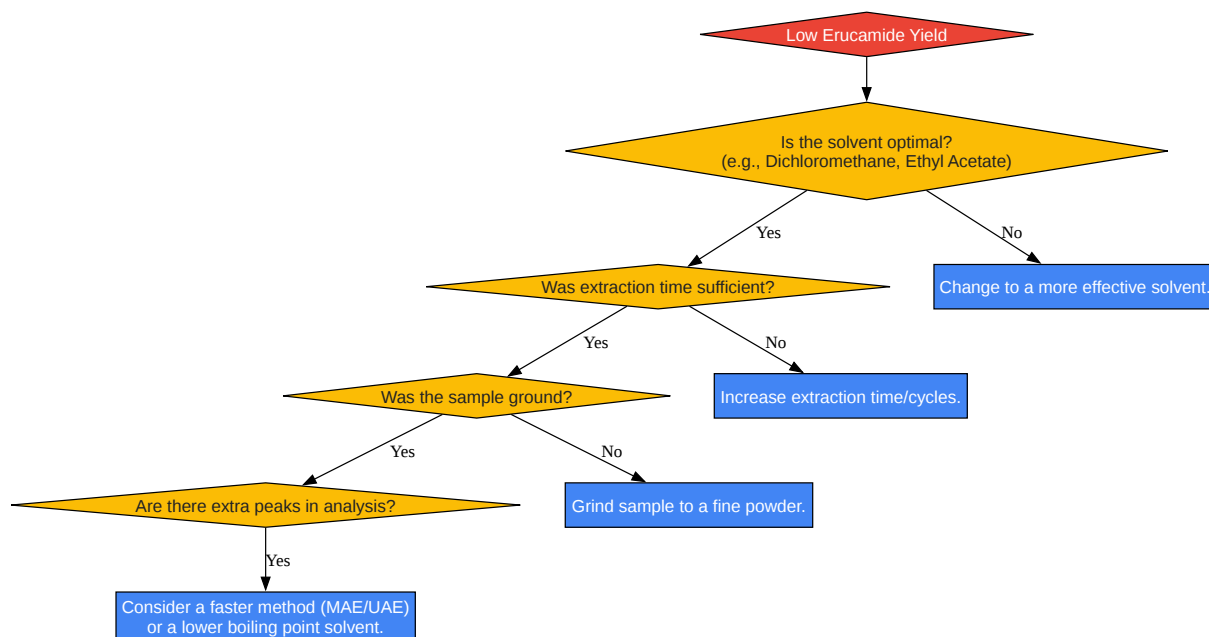 Low Erucamide Yield
Is the solvent optimal?
(e.g., Dichloromethane, Ethyl Acetate)
Yes
No
Was extraction time sufficient?
Change to a more effective solvent.
Yes
No
Was the sample ground?
Increase extraction time/cycles.
Yes
No
Are there extra peaks in analysis?
Grind sample to a fine powder.
Yes
Consider a faster method (MAE/UAE)
or a lower boiling point solvent.